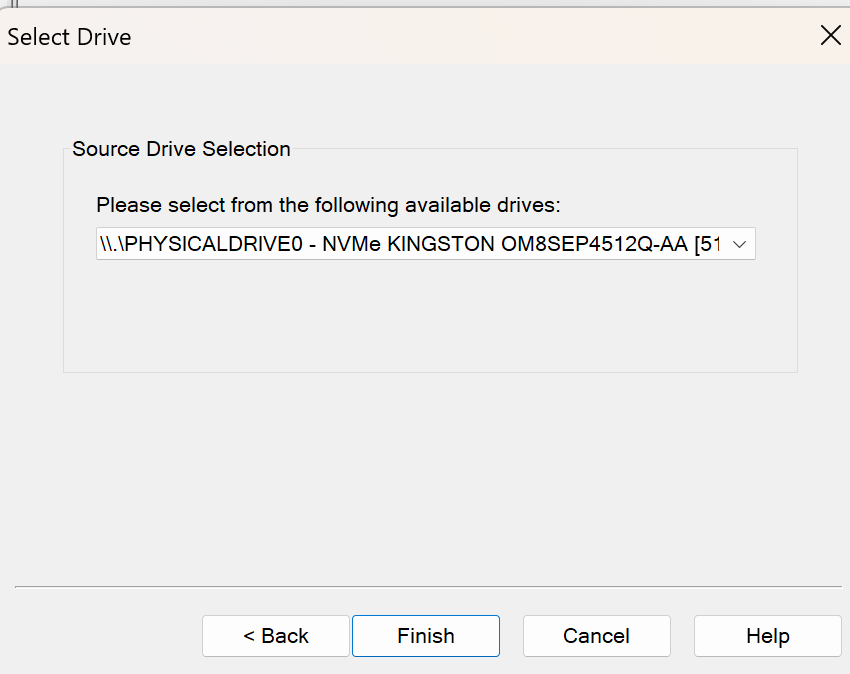 Select Drive
Source Drive Selection
Please select from the following available drives:
\\.\PHYSICALDRIVE0 - NVMe KINGSTON OM8SEP4512Q-AA [51
< Back
Finish
Cancel
Help